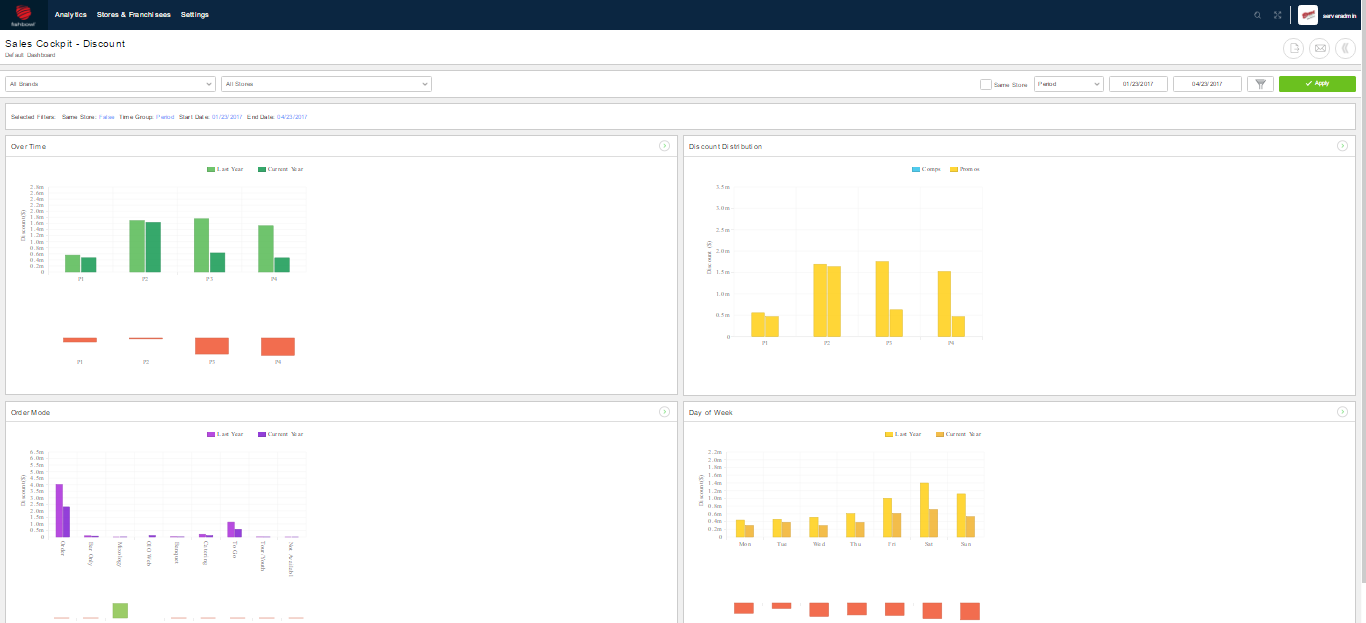 fishbowl
Analytics Stores & Franchisees Settings
serveradmin
Sales Cockpit - Discount
Default Dashboard
All Brands
All Stores
Same Store
Period
01/23/2017
04/23/2017
Apply
Selected Filters: Same Store: False Time Group: Period Start Date: 01/23/2017 End Date: 04/23/2017
Over Time
Last Year Current Year
Discount($)
2.8m
2.6m
2.4m
2.2m
2.0m
1.8m
1.6m
1.4m
1.2m
1.0m
0.8m
0.6m
0.4m
0.2m
0
P1 P2 P3 P4
P1 P2 P3 P4
Discount Distribution
Comps Promos
Discount ($)
3.5m
3.0m
2.5m
2.0m
1.5m
1.0m
0.5m
0
P1 P2 P3 P4
Order Mode
Last Year Current Year
Discount($)
6.5m
6.0m
5.5m
5.0m
4.5m
4.0m
3.5m
3.0m
2.5m
2.0m
1.5m
1.0m
0.5m
0
Order
Bar Only
Missing
OLO Web
Banquet
Catering
To Go
Your Youth
Not Availabl
Day of Week
Last Year Current Year
Discount($)
2.2m
2.0m
1.8m
1.6m
1.4m
1.2m
1.0m
0.8m
0.6m
0.4m
0.2m
0
Mon Tue Wed Thu Fri Sat Sun